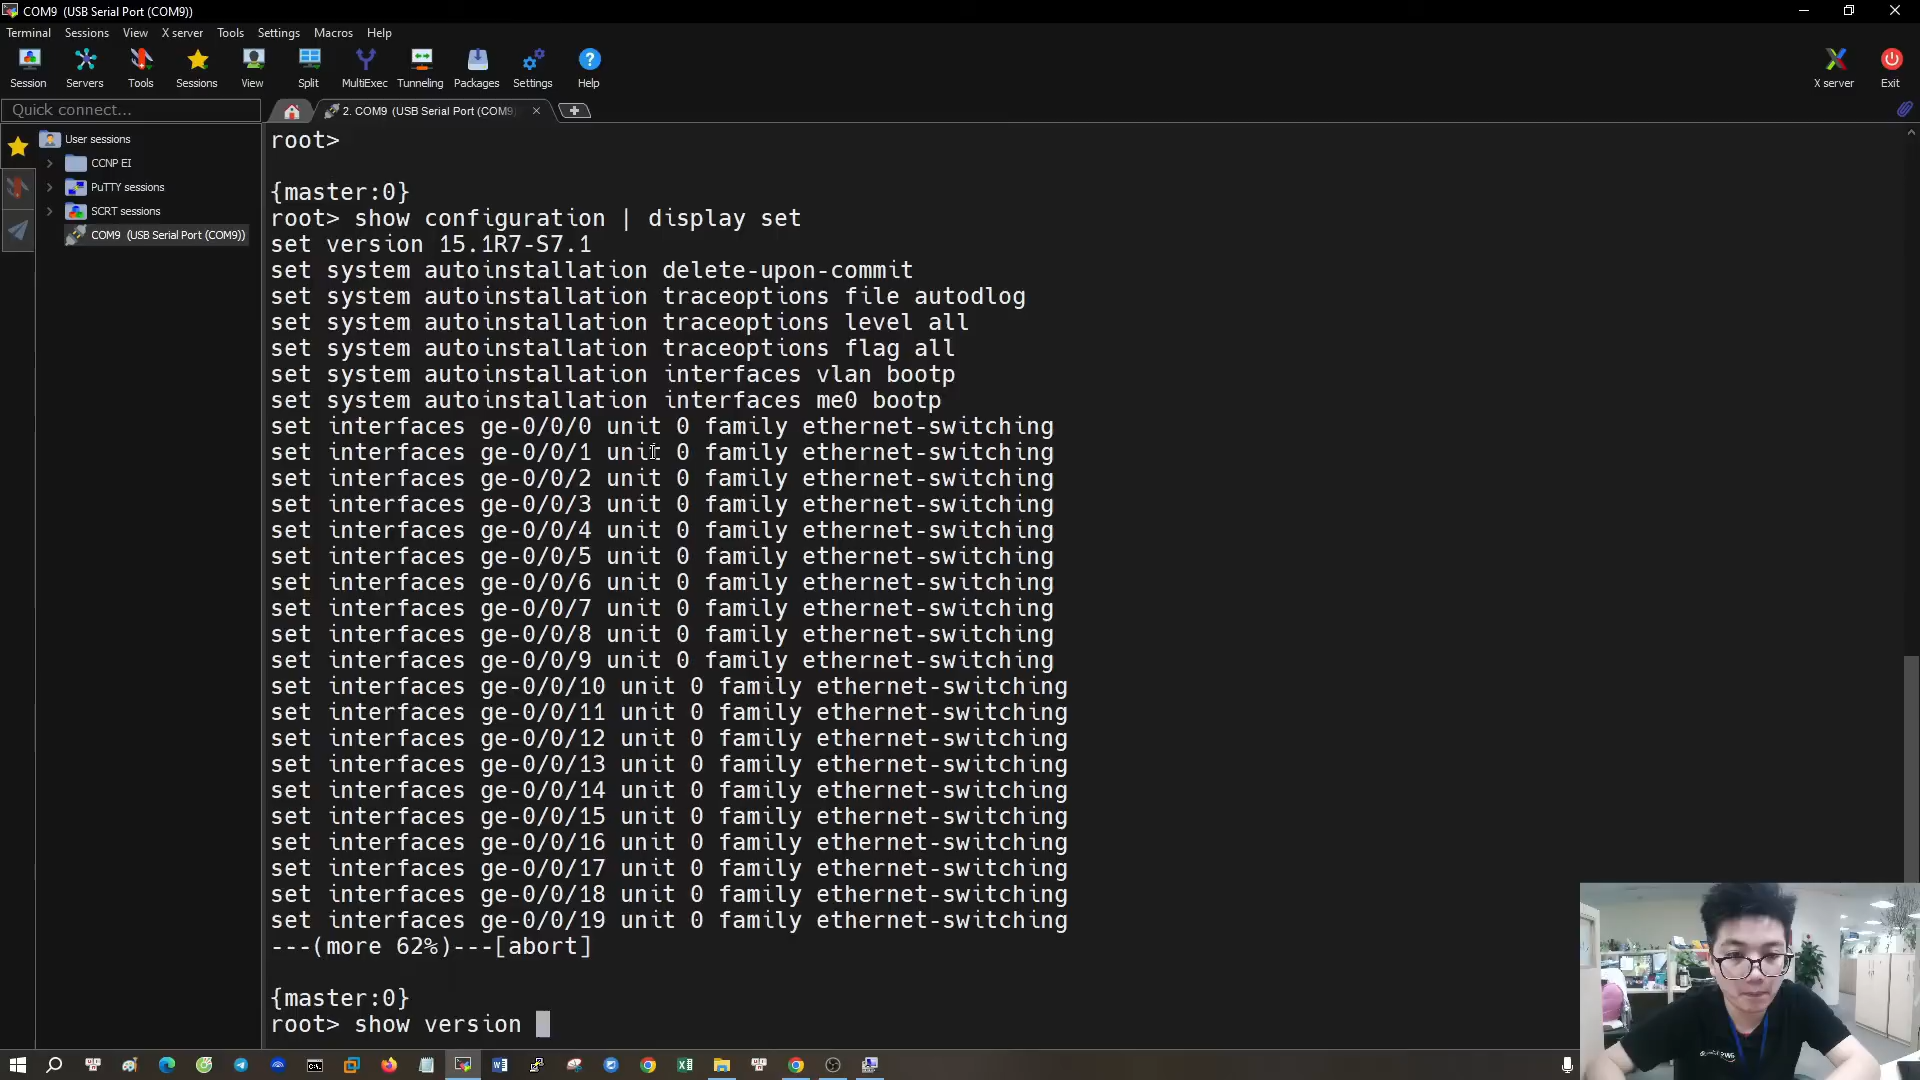 COM9  (USB Serial Port (COM9))
Terminal Sessions View X server Tools Settings Macros Help
Session Servers Tools Sessions View Split MultiExec Tunneling Packages Settings Help X server Exit
Quick connect...
2. COM9  (USB Serial Port (COM9)
User sessions
CCNP EI
PuTTY sessions
SCRT sessions
COM9  (USB Serial Port (COM9))
root>
{master:0}
root> show configuration | display set
set version 15.1R7-S7.1
set system autoinstallation delete-upon-commit
set system autoinstallation traceoptions file autodlog
set system autoinstallation traceoptions level all
set system autoinstallation traceoptions flag all
set system autoinstallation interfaces vlan bootp
set system autoinstallation interfaces me0 bootp
set interfaces ge-0/0/0 unit 0 family ethernet-switching
set interfaces ge-0/0/1 unit 0 family ethernet-switching
set interfaces ge-0/0/2 unit 0 family ethernet-switching
set interfaces ge-0/0/3 unit 0 family ethernet-switching
set interfaces ge-0/0/4 unit 0 family ethernet-switching
set interfaces ge-0/0/5 unit 0 family ethernet-switching
set interfaces ge-0/0/6 unit 0 family ethernet-switching
set interfaces ge-0/0/7 unit 0 family ethernet-switching
set interfaces ge-0/0/8 unit 0 family ethernet-switching
set interfaces ge-0/0/9 unit 0 family ethernet-switching
set interfaces ge-0/0/10 unit 0 family ethernet-switching
set interfaces ge-0/0/11 unit 0 family ethernet-switching
set interfaces ge-0/0/12 unit 0 family ethernet-switching
set interfaces ge-0/0/13 unit 0 family ethernet-switching
set interfaces ge-0/0/14 unit 0 family ethernet-switching
set interfaces ge-0/0/15 unit 0 family ethernet-switching
set interfaces ge-0/0/16 unit 0 family ethernet-switching
set interfaces ge-0/0/17 unit 0 family ethernet-switching
set interfaces ge-0/0/18 unit 0 family ethernet-switching
set interfaces ge-0/0/19 unit 0 family ethernet-switching
---(more 62%)---[abort]
{master:0}
root> show version